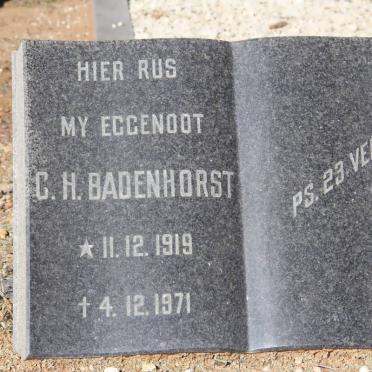 HIER RUS
MY EGGENOOT
C. H. BADENHORST
★ 11. 12. 1919
† 4. 12. 1971
PS. 23 VE